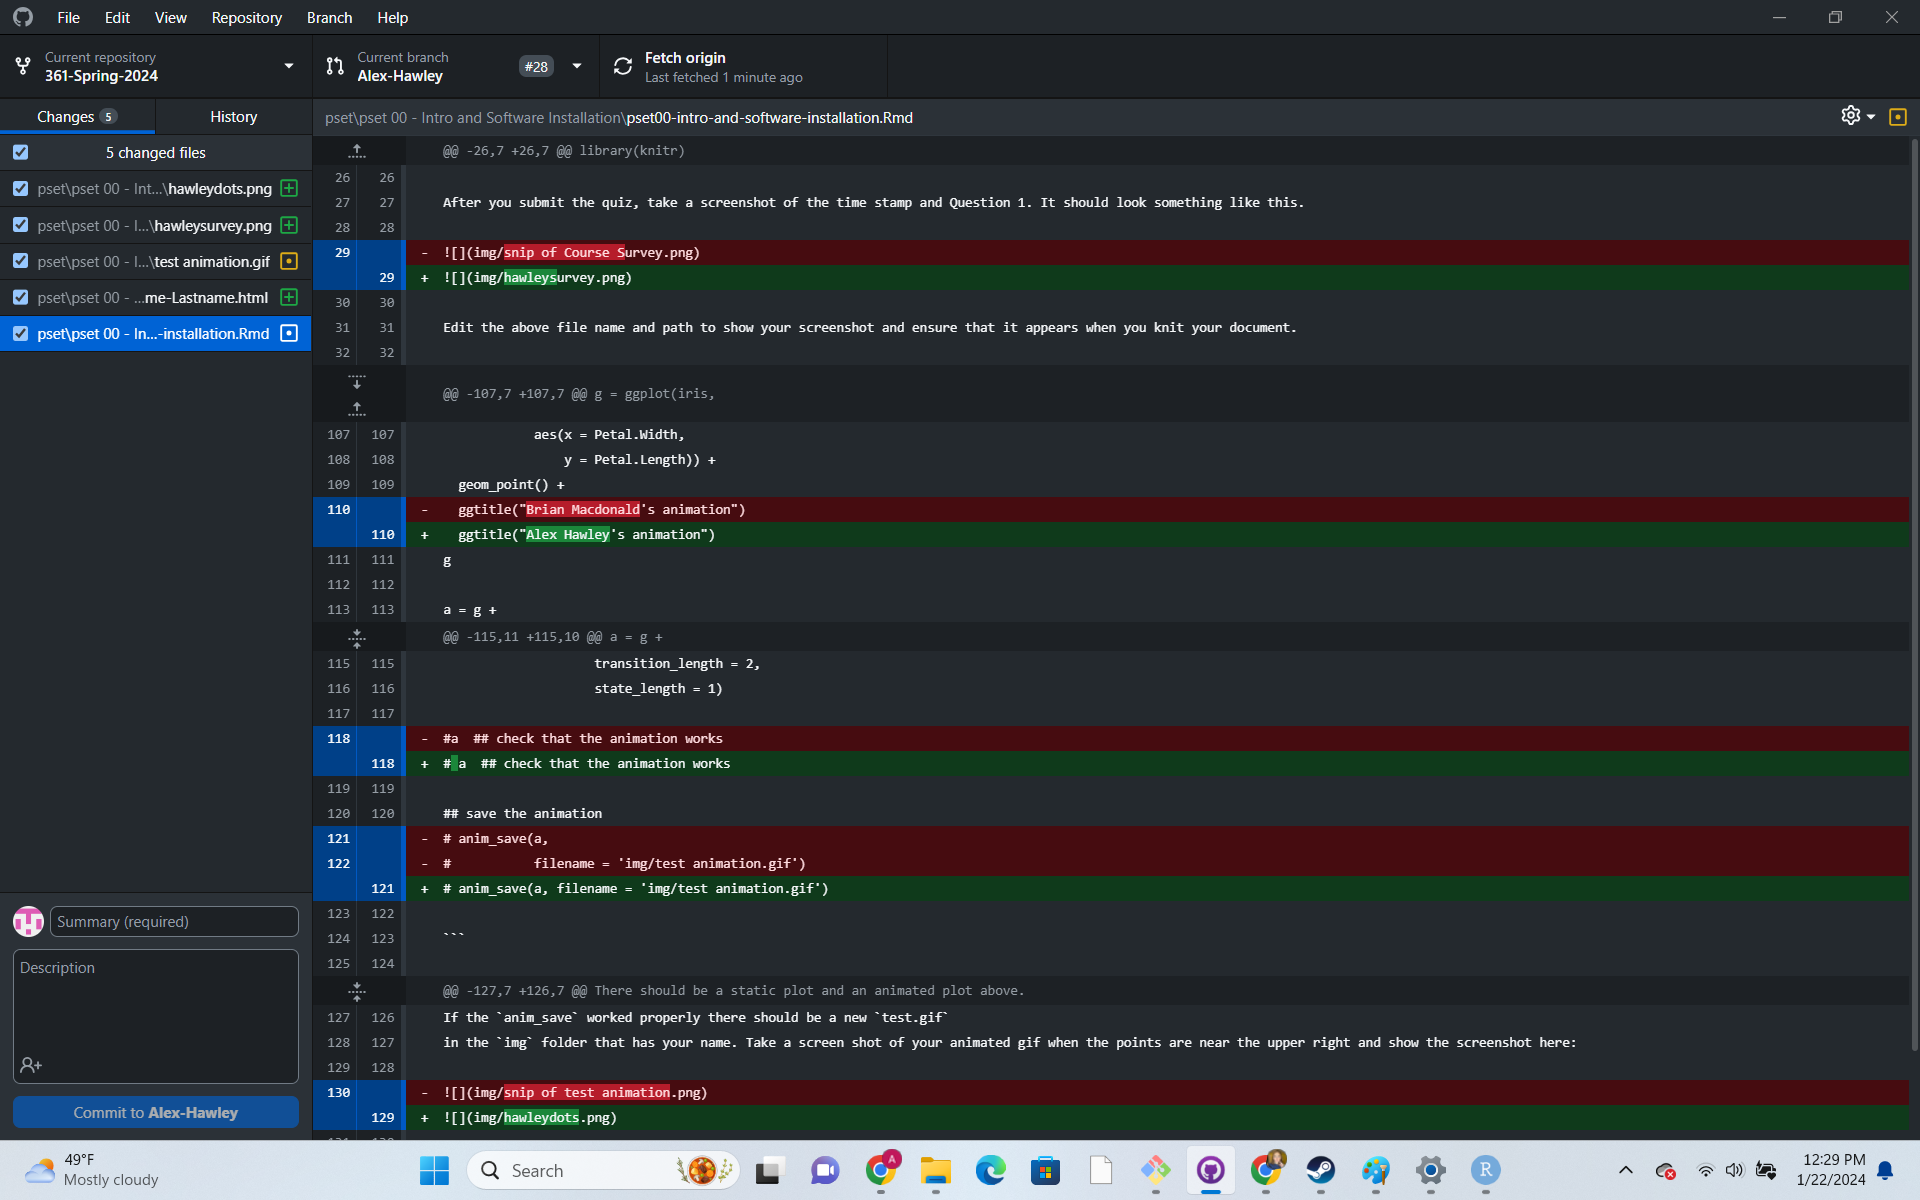 File Edit View Repository Branch Help
Current repository
361-Spring-2024
Current branch
Alex-Hawley
#28
Fetch origin
Last fetched 1 minute ago
Changes 5
History
5 changed files
pset\pset 00 - Int...\hawleydots.png
pset\pset 00 - I...\hawleysurvey.png
pset\pset 00 - I...\test animation.gif
pset\pset 00 - ...me-Lastname.html
pset\pset 00 - In...-installation.Rmd
Summary (required)
Description
Commit to Alex-Hawley
pset\pset 00 - Intro and Software Installation\pset00-intro-and-software-installation.Rmd
@@ -26,7 +26,7 @@ library(knitr)
26 26
27 27 After you submit the quiz, take a screenshot of the time stamp and Question 1. It should look something like this.
28 28
29 - ![](img/snip of Course Survey.png)
29 + ![](img/hawleysurvey.png)
30 30
31 31 Edit the above file name and path to show your screenshot and ensure that it appears when you knit your document.
32 32
@@ -107,7 +107,7 @@ g = ggplot(iris,
107 107 aes(x = Petal.Width,
108 108 y = Petal.Length)) +
109 109 geom_point() +
110 - ggtitle("Brian Macdonald's animation")
110 + ggtitle("Alex Hawley's animation")
111 111 g
112 112
113 113 a = g +
@@ -115,11 +115,10 @@ a = g +
115 115 transition_length = 2,
116 116 state_length = 1)
117 117
118 - #a  ## check that the animation works
118 + # a  ## check that the animation works
119 119
120 120 ## save the animation
121 - # anim_save(a,
122 - # filename = 'img/test animation.gif')
121 + # anim_save(a, filename = 'img/test animation.gif')
123 122
124 123 ```
125 124
@@ -127,7 +126,7 @@ There should be a static plot and an animated plot above.
127 126 If the `anim_save` worked properly there should be a new `test.gif`
128 127 in the `img` folder that has your name. Take a screen shot of your animated gif when the points are near the upper right and show the screenshot here:
129 128
130 - ![](img/snip of test animation.png)
129 + ![](img/hawleydots.png)
49°F
Mostly cloudy
Search
A
R
12:29 PM
1/22/2024